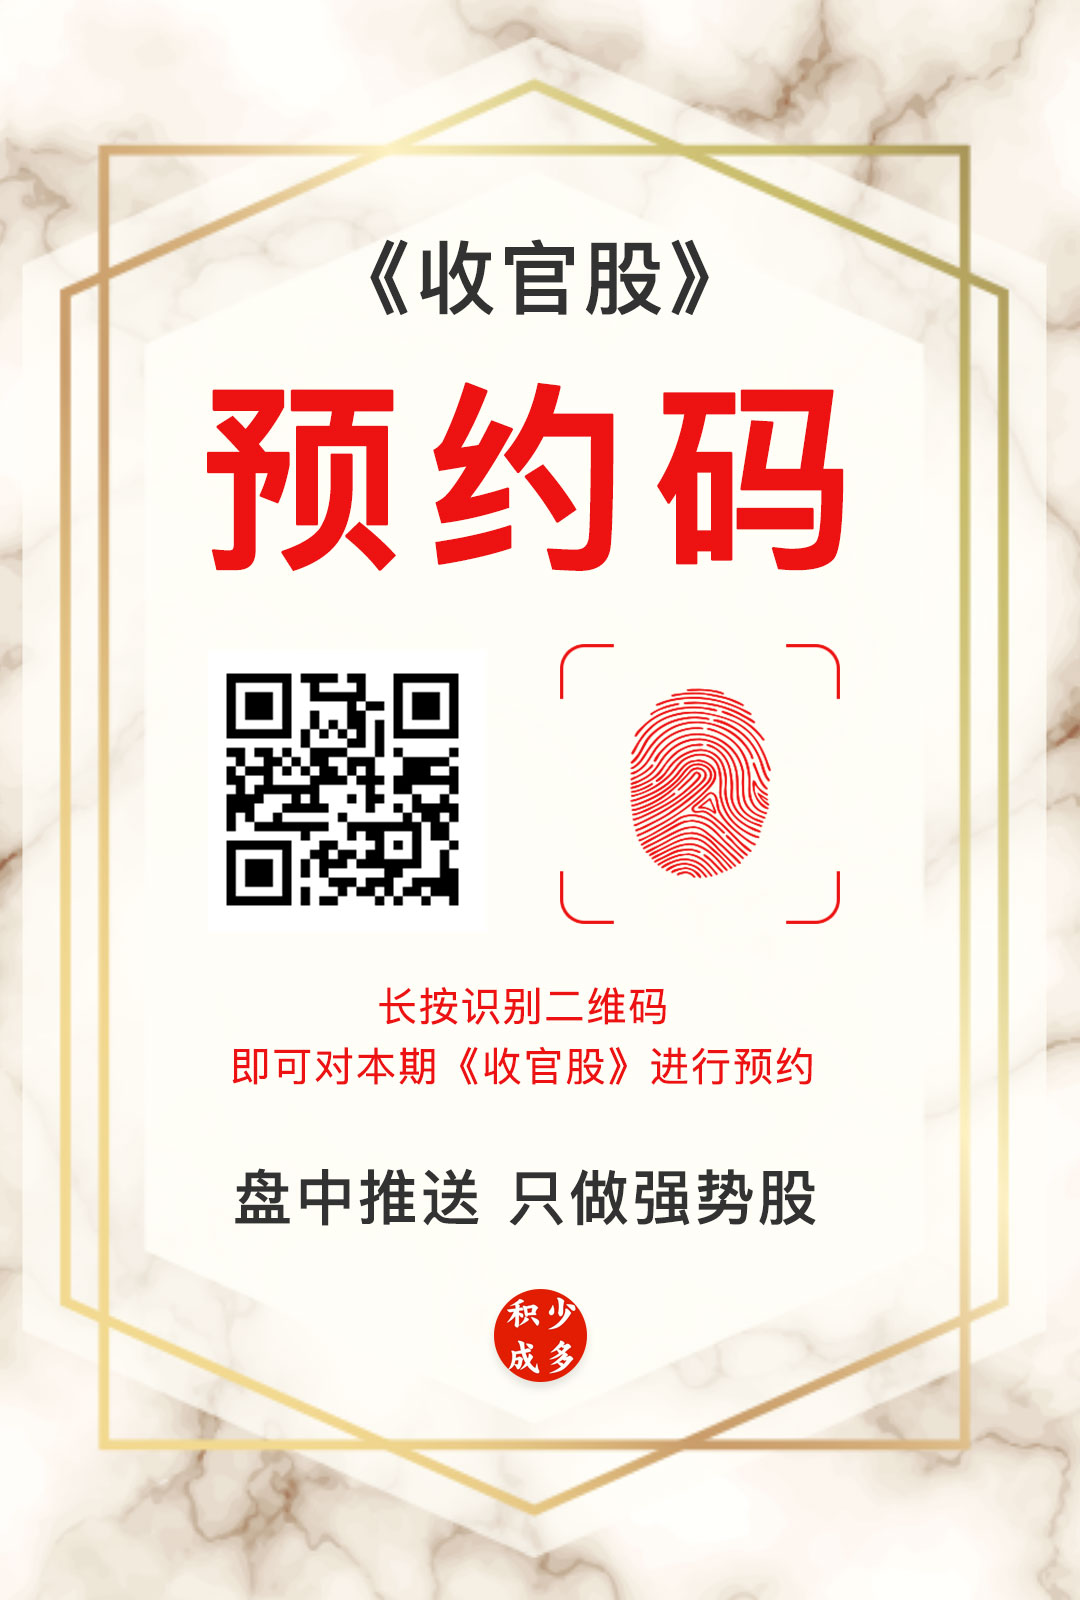 《收官股》
预约码
长按识别二维码
即可对本期《收官股》进行预约
盘中推送 只做强势股
积少
成多